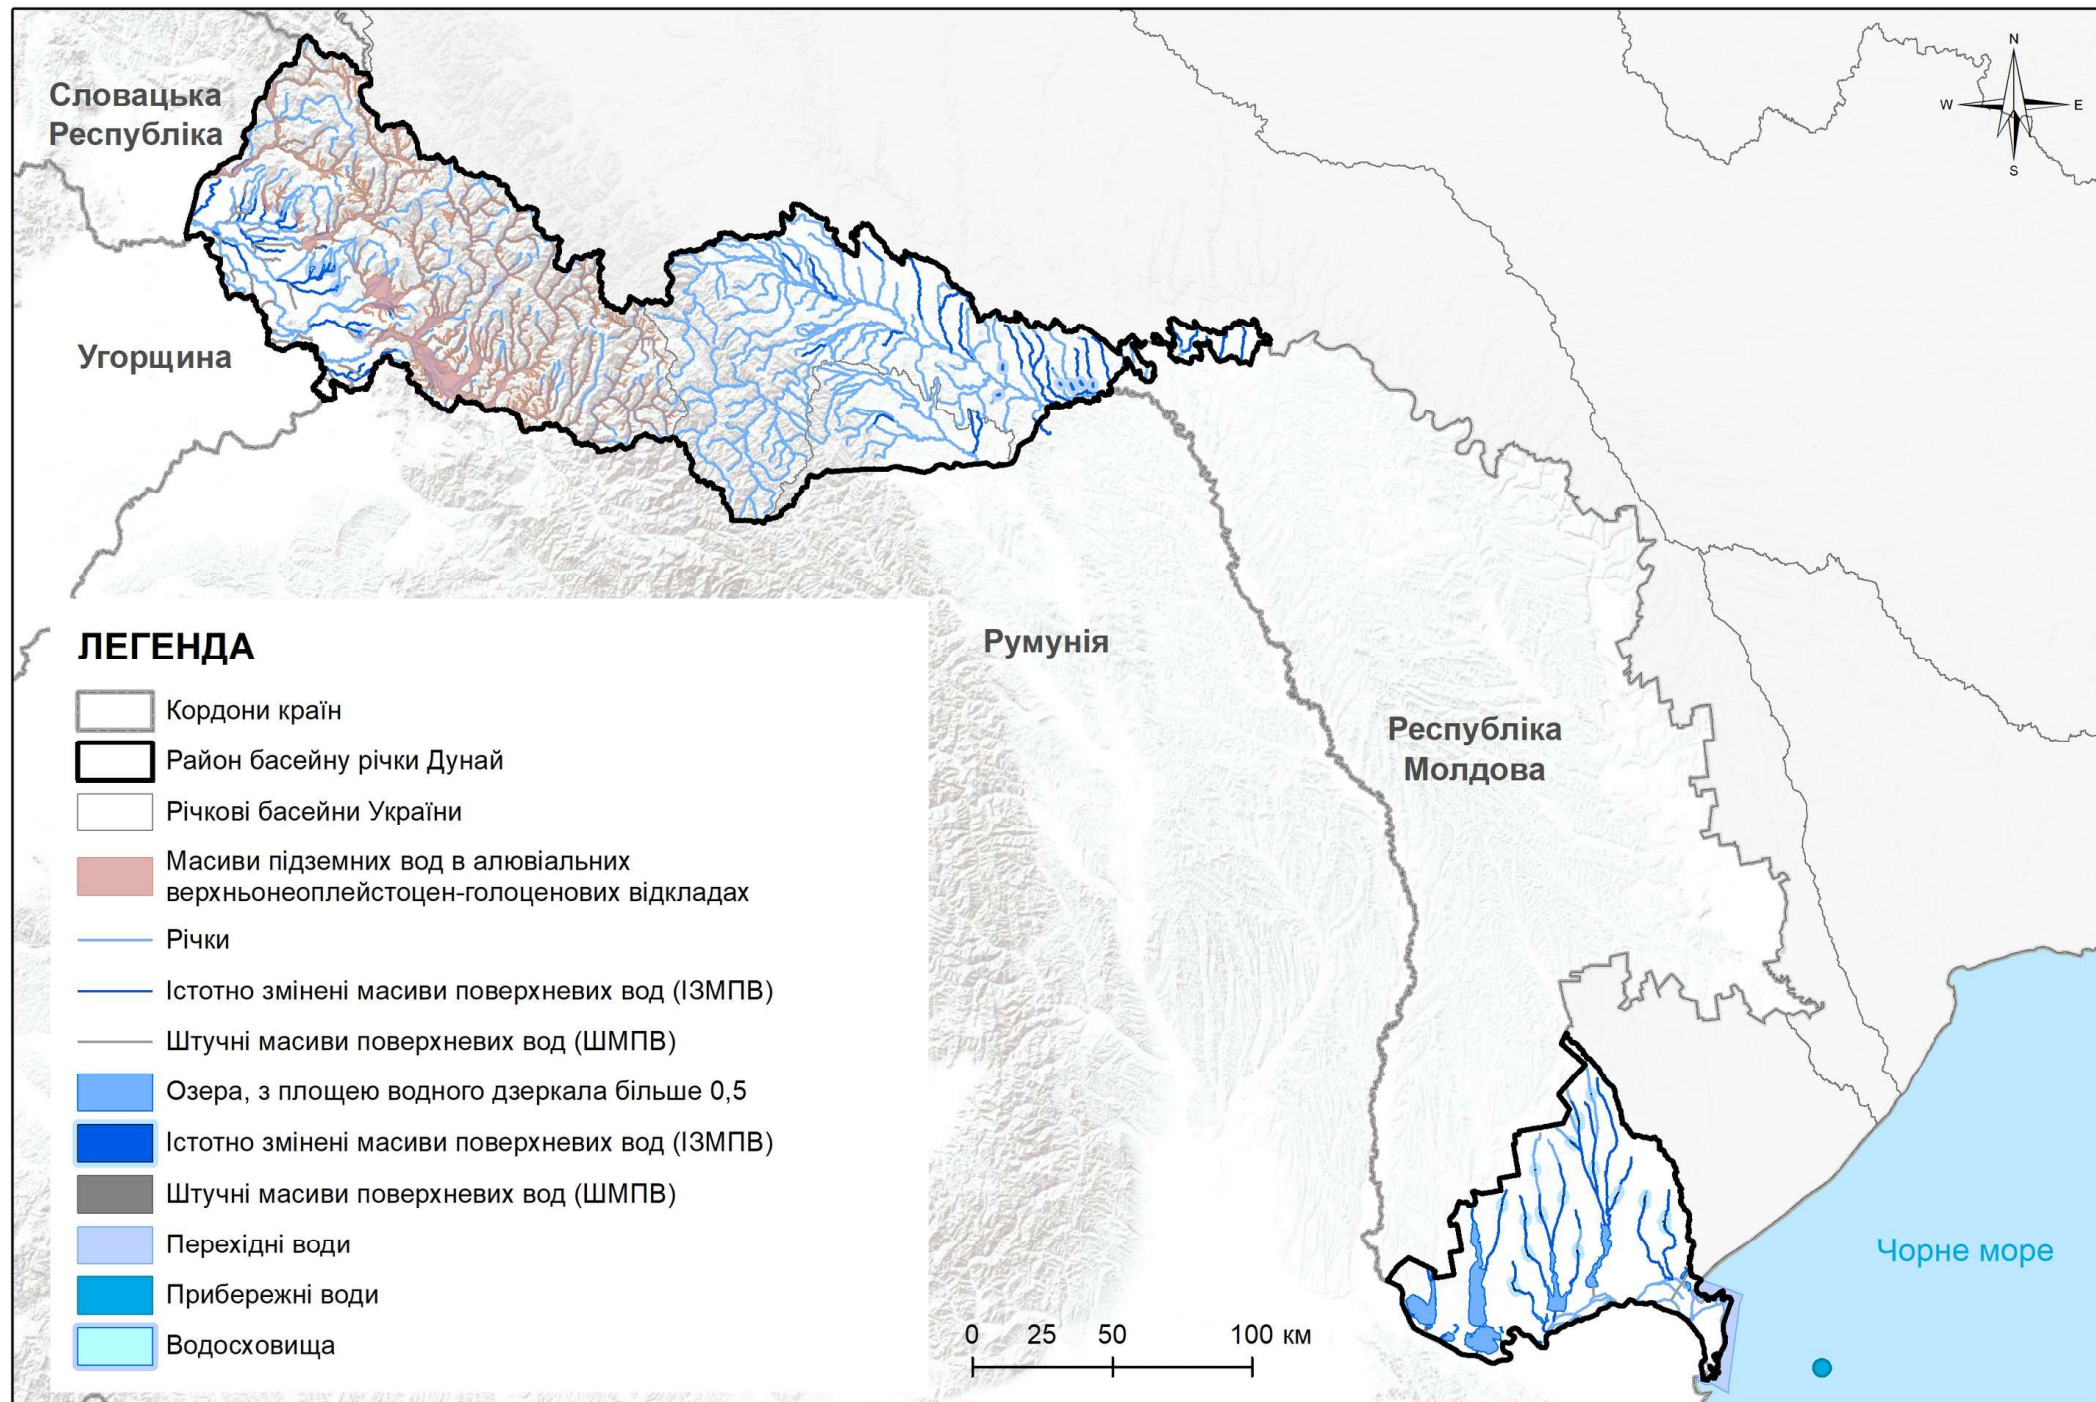 N
W
E
S
Словацька
Республіка
Угорщина
Румунія
Республіка
Молдова
Чорне море
ЛЕГЕНДА
Кордони країн
Район басейну річки Дунай
Річкові басейни України
Масиви підземних вод в алювіальних
верхньонеоплейстоцен-голоценових відкладах
Річки
Істотно змінені масиви поверхневих вод (ІЗМПВ)
Штучні масиви поверхневих вод (ШМПВ)
Озера, з площею водного дзеркала більше 0,5
Істотно змінені масиви поверхневих вод (ІЗМПВ)
Штучні масиви поверхневих вод (ШМПВ)
Перехідні води
Прибережні води
Водосховища
0 25 50 100 км